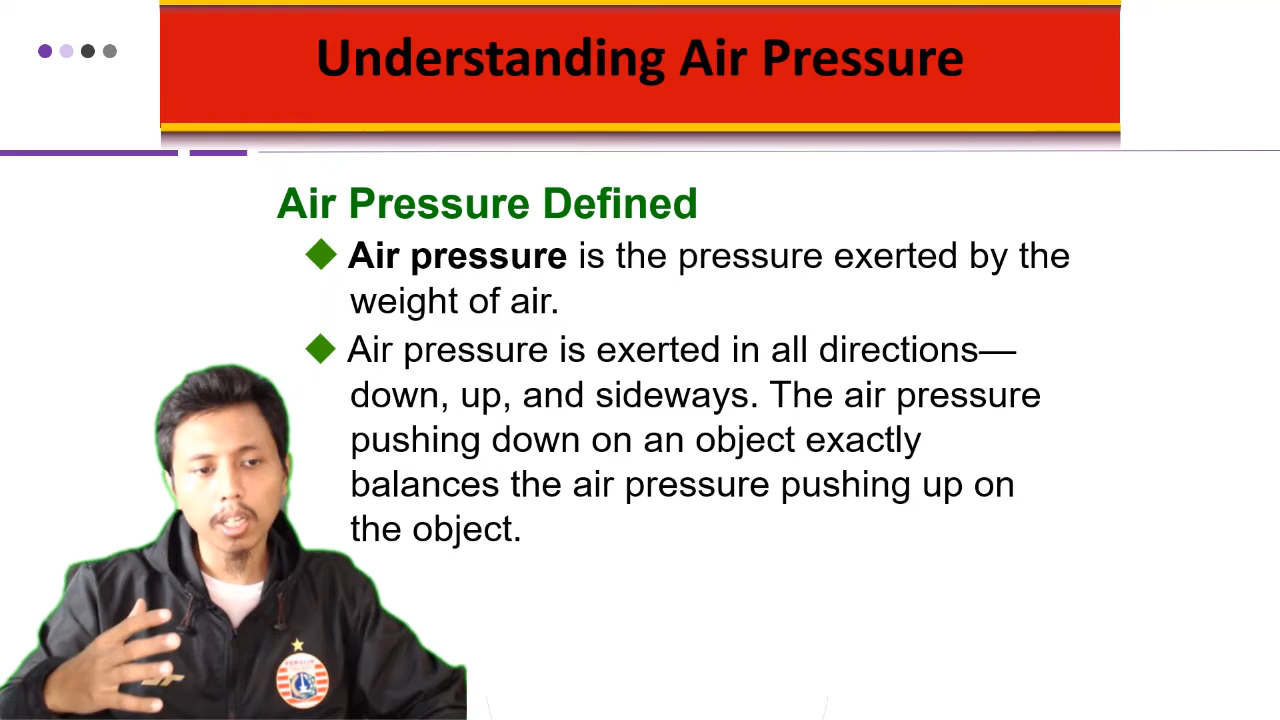 Understanding Air Pressure
Air Pressure Defined
Air pressure is the pressure exerted by the
weight of air.
Air pressure is exerted in all directions—
down, up, and sideways. The air pressure
pushing down on an object exactly
balances the air pressure pushing up on
the object.
PERSIJA